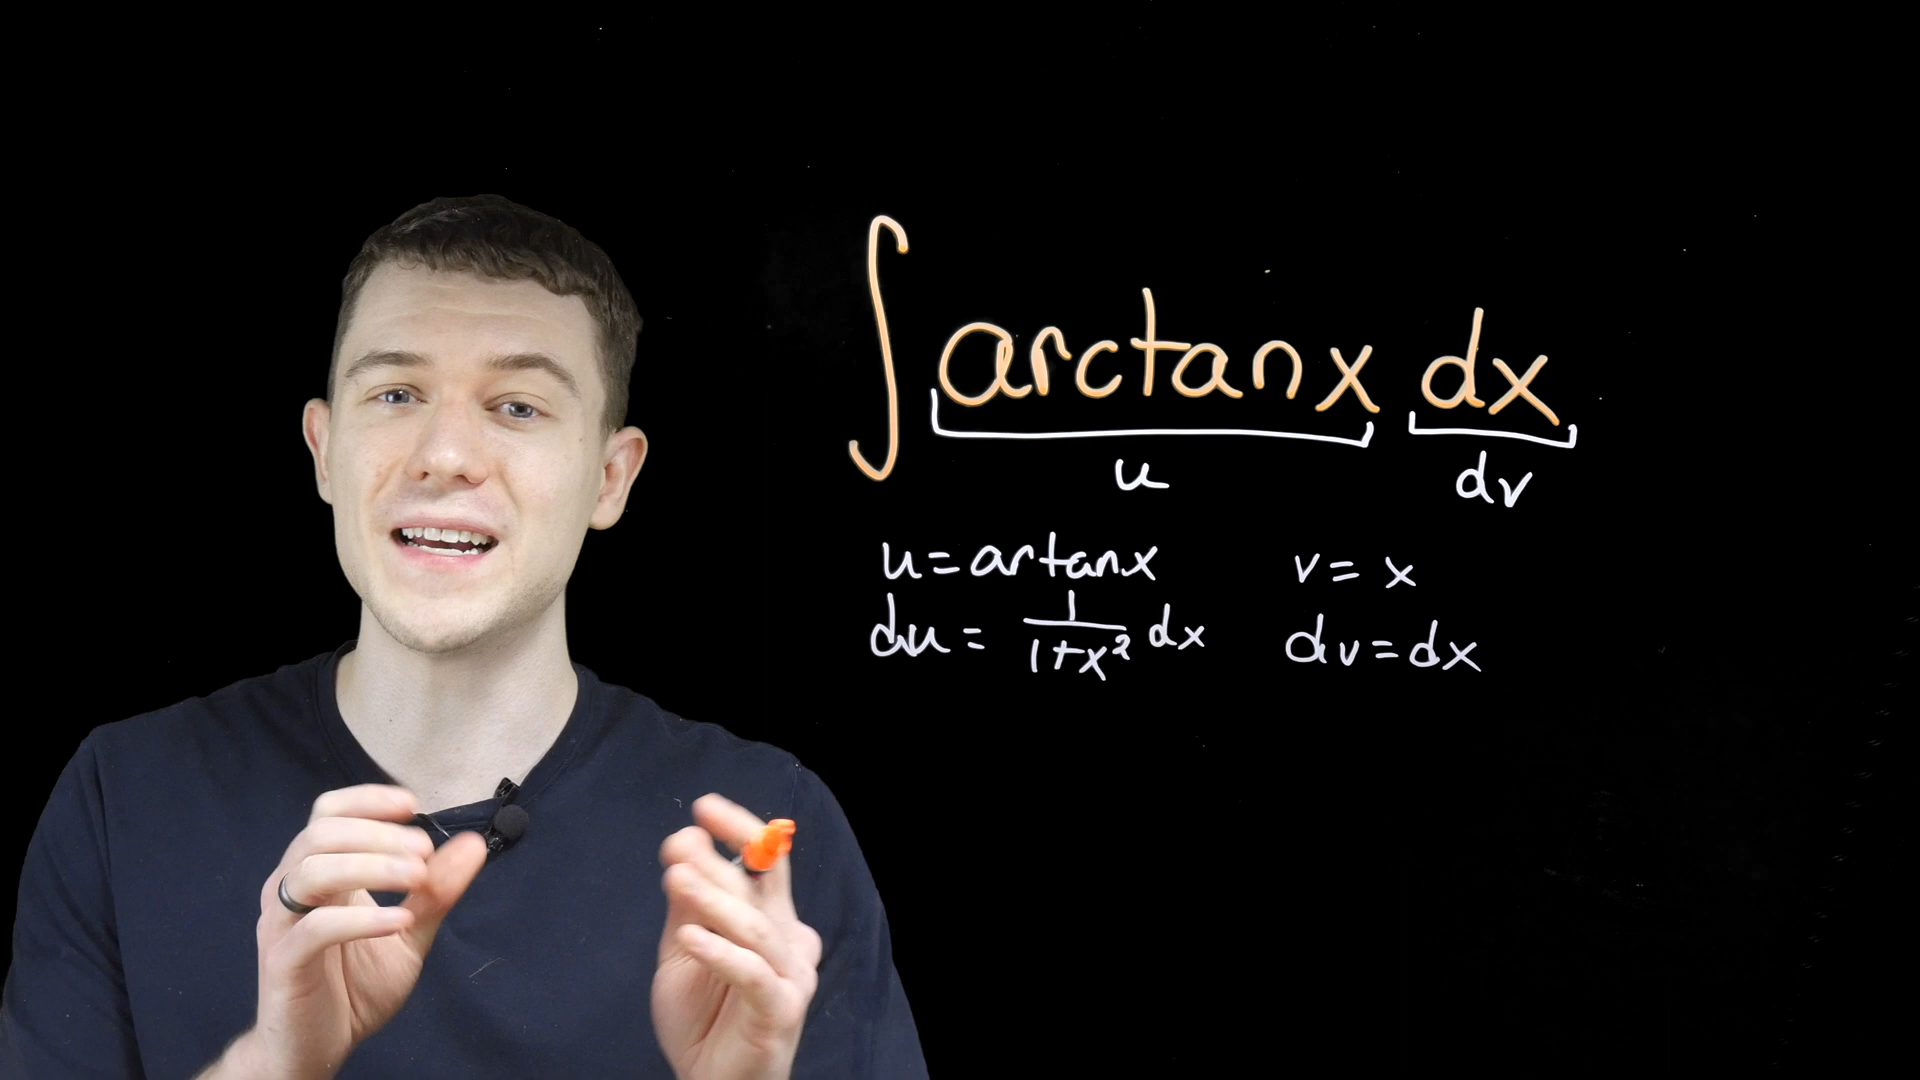 ∫ arctanx dx
u dv
u = artanx v = x
du = 1/(1+x²) dx dv = dx